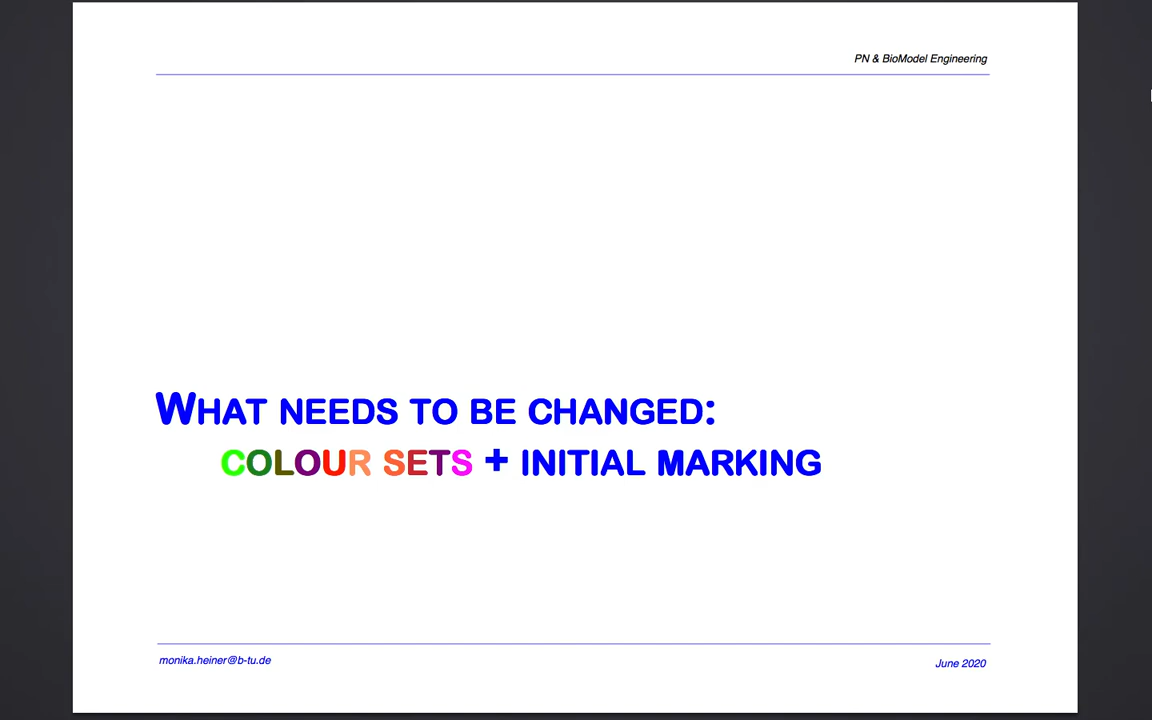 PN & BioModel Engineering
WHAT NEEDS TO BE CHANGED:
COLOUR SETS + INITIAL MARKING
monika.heiner@b-tu.de
June 2020